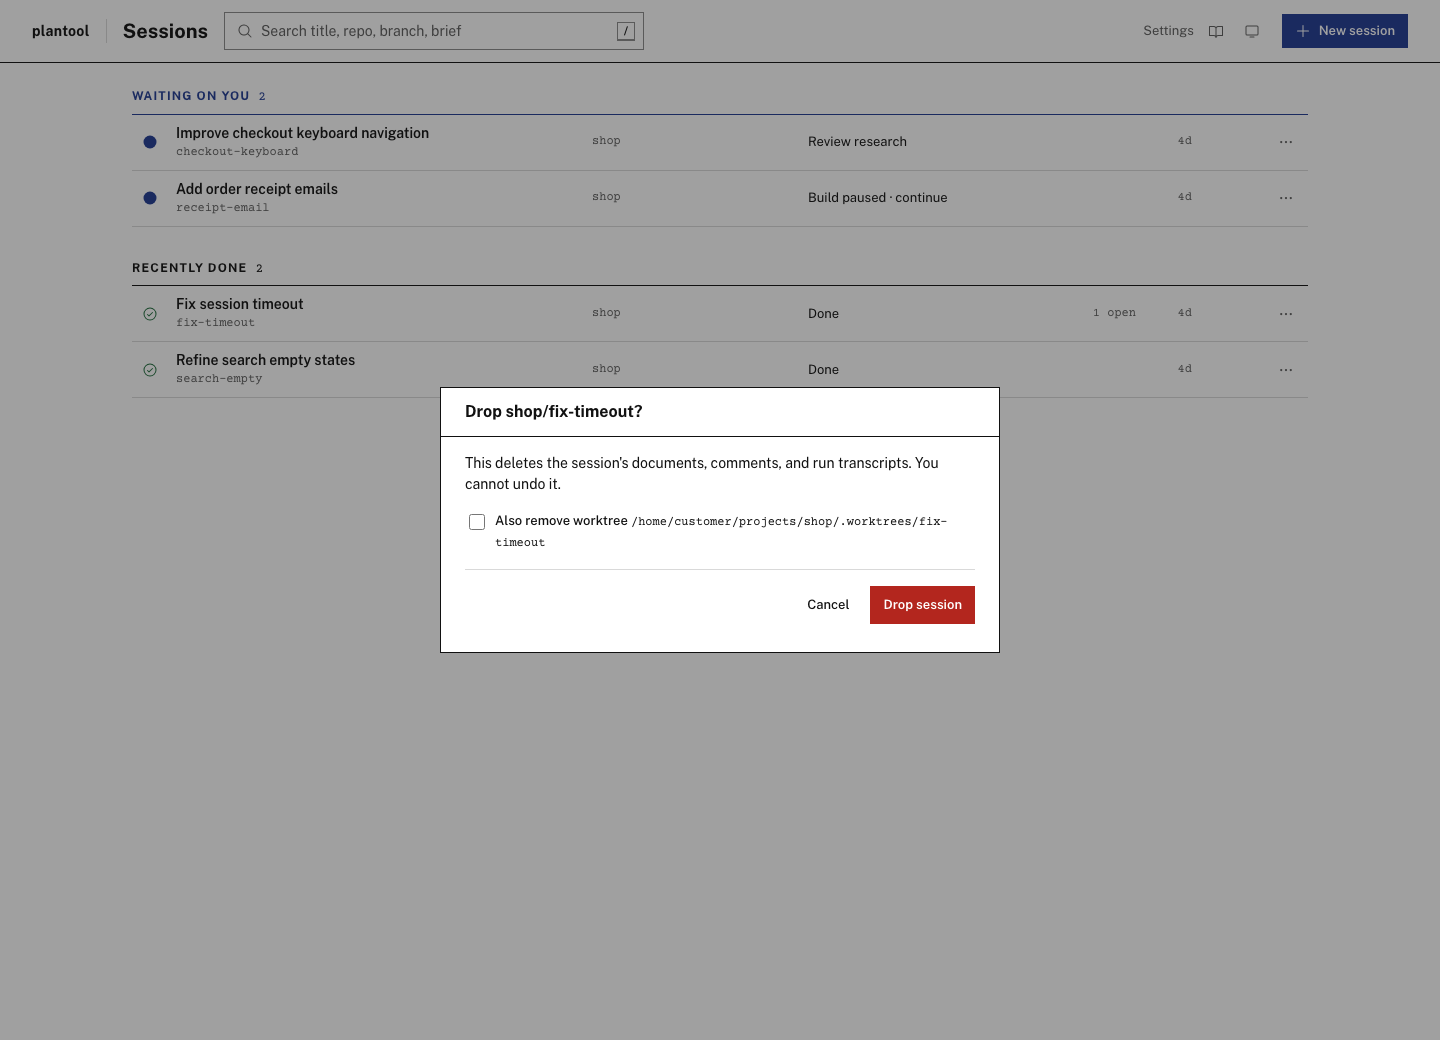 plantool
Sessions
Search title, repo, branch, brief
/
Settings
New session
WAITING ON YOU 2
Improve checkout keyboard navigation
checkout-keyboard
shop
Review research
4d
Add order receipt emails
receipt-email
shop
Build paused · continue
4d
RECENTLY DONE 2
Fix session timeout
fix-timeout
shop
Done
1 open
4d
Refine search empty states
search-empty
shop
Done
4d
Drop shop/fix-timeout?
This deletes the session's documents, comments, and run transcripts. You
cannot undo it.
Also remove worktree /home/customer/projects/shop/.worktrees/fix-
timeout
Cancel
Drop session